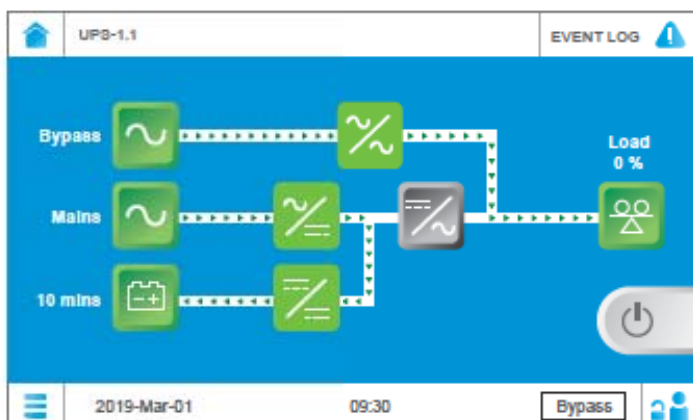 UPS-1.1
EVENT LOG
Bypass
Load
0 %
Mains
10 mins
2019-Mar-01 09:30 Bypass